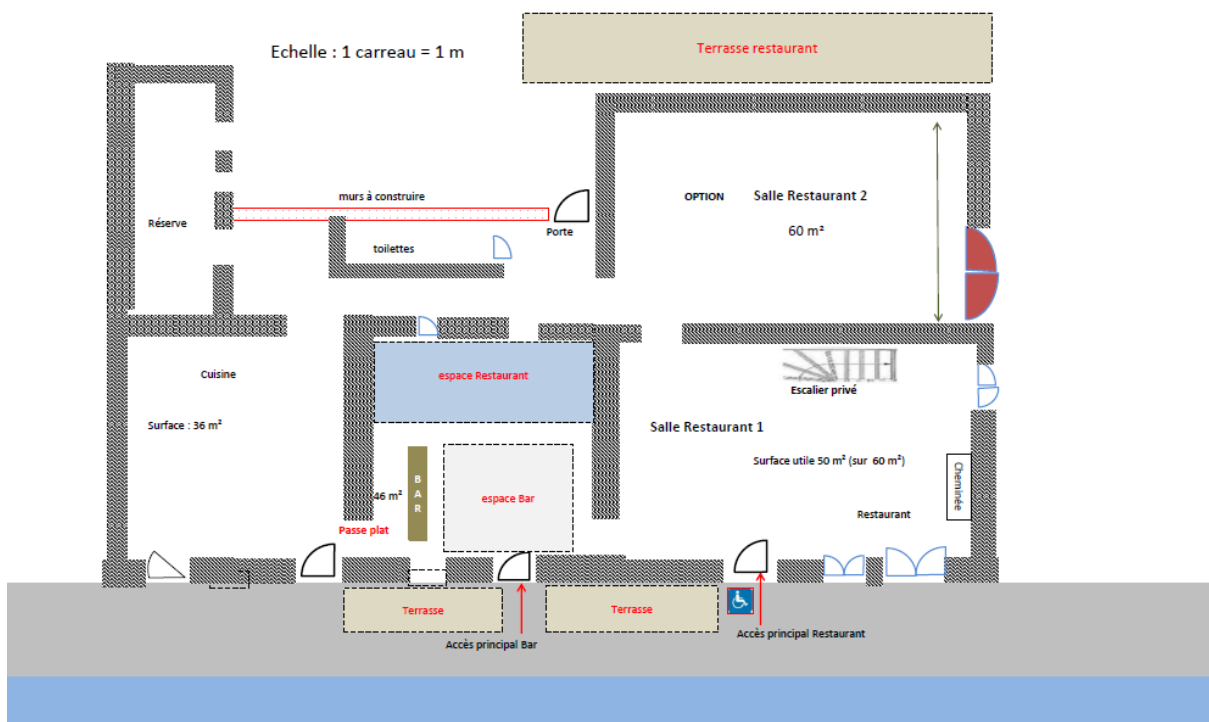 Echelle : 1 carreau = 1 m
Terrasse restaurant
murs à construire
OPTION
Salle Restaurant 2
Réserve
Porte
60 m²
toilettes
Cuisine
espace Restaurant
Escalier privé
Surface : 36 m²
Salle Restaurant 1
Surface utile 50 m² (sur 60 m²)
Cheminée
46 m²
BAR
espace Bar
Restaurant
Passe plat
Terrasse
Terrasse
Accès principal Bar
Accès principal Restaurant